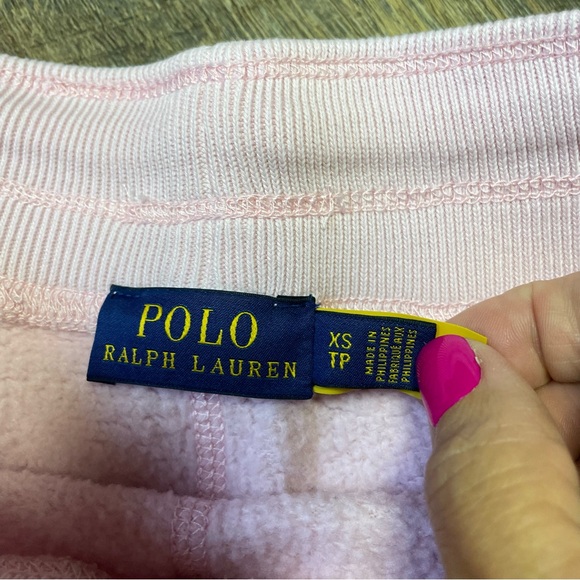 POLO
RALPH LAUREN
XS
TP
MADE IN
PHILIPPINES
FABRIQUÉ AUX
PHILIPPINES